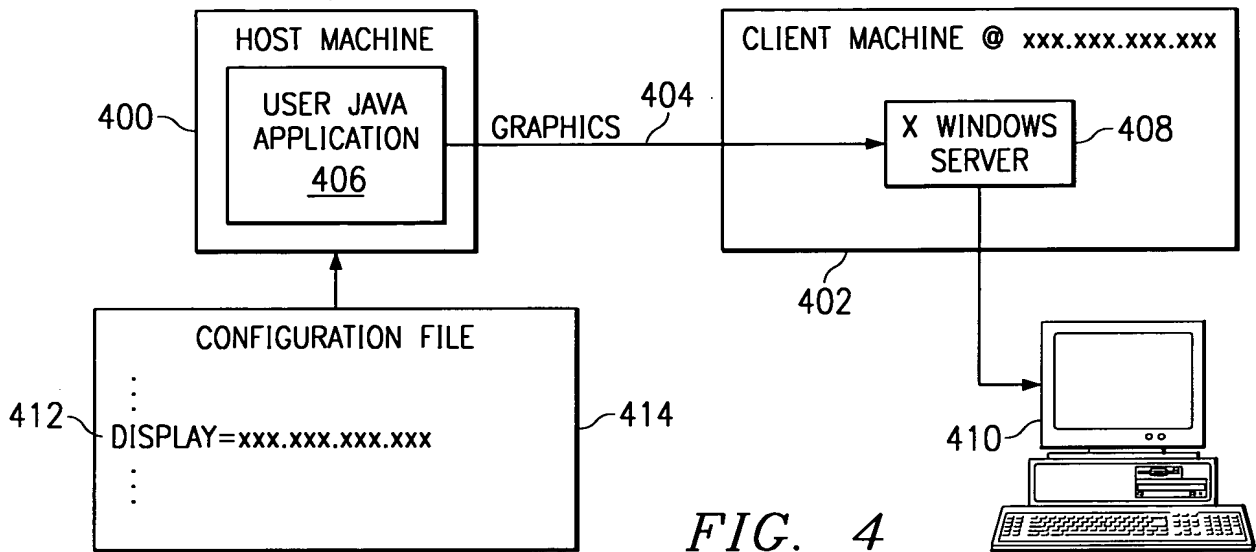 HOST MACHINE
USER JAVA
APPLICATION
406
400
GRAPHICS
404
CLIENT MACHINE @ xxx.xxx.xxx.xxx
X WINDOWS
SERVER
408
402
CONFIGURATION FILE
412
DISPLAY=xxx.xxx.xxx.xxx
414
410
FIG. 4